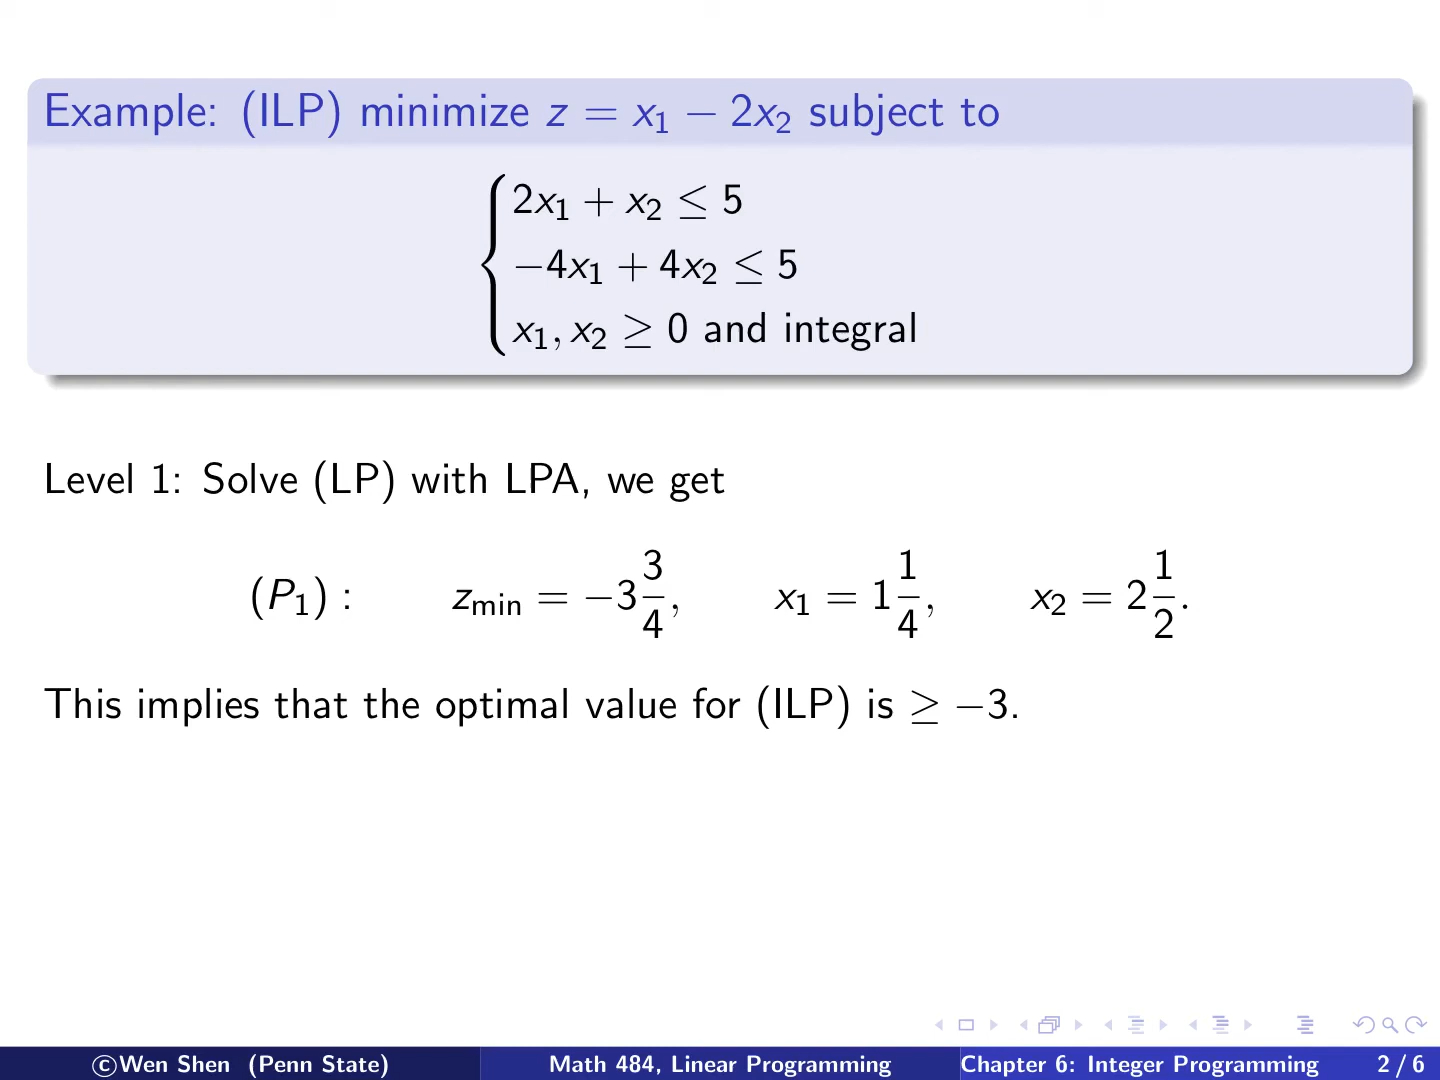 Example: (ILP) minimize z = x₁ − 2x₂ subject to
2x₁ + x₂ ≤ 5
−4x₁ + 4x₂ ≤ 5
x₁, x₂ ≥ 0 and integral
Level 1: Solve (LP) with LPA, we get
(P₁) : z_min = −3 3/4, x₁ = 1 1/4, x₂ = 2 1/2.
This implies that the optimal value for (ILP) is ≥ −3.
©Wen Shen (Penn State) Math 484, Linear Programming Chapter 6: Integer Programming 2 / 6